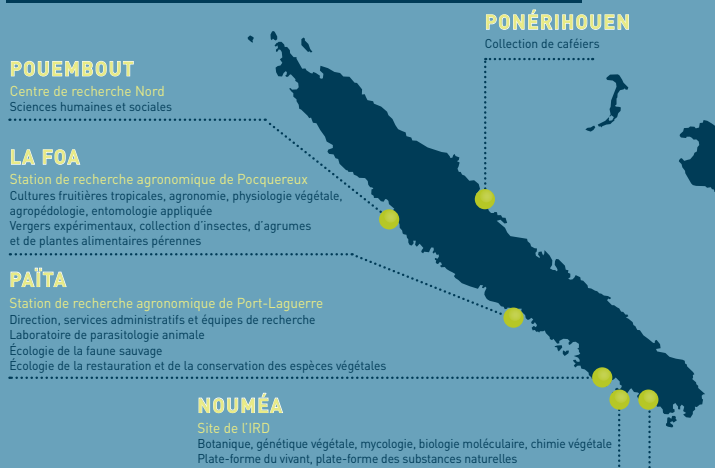 PONÉRIHOUEN
Collection de caféiers
POUEMBOUT
Centre de recherche Nord
Sciences humaines et sociales
LA FOA
Station de recherche agronomique de Pocquereux
Cultures fruitières tropicales, agronomie, physiologie végétale,
agropédologie, entomologie appliquée
Vergers expérimentaux, collection d'insectes, d'agrumes
et de plantes alimentaires pérennes
PAÏTA
Station de recherche agronomique de Port-Laguerre
Direction, services administratifs et équipes de recherche
Laboratoire de parasitologie animale
Écologie de la faune sauvage
Écologie de la restauration et de la conservation des espèces végétales
NOUMÉA
Site de l'IRD
Botanique, génétique végétale, mycologie, biologie moléculaire, chimie végétale
Plate-forme du vivant, plate-forme des substances naturelles